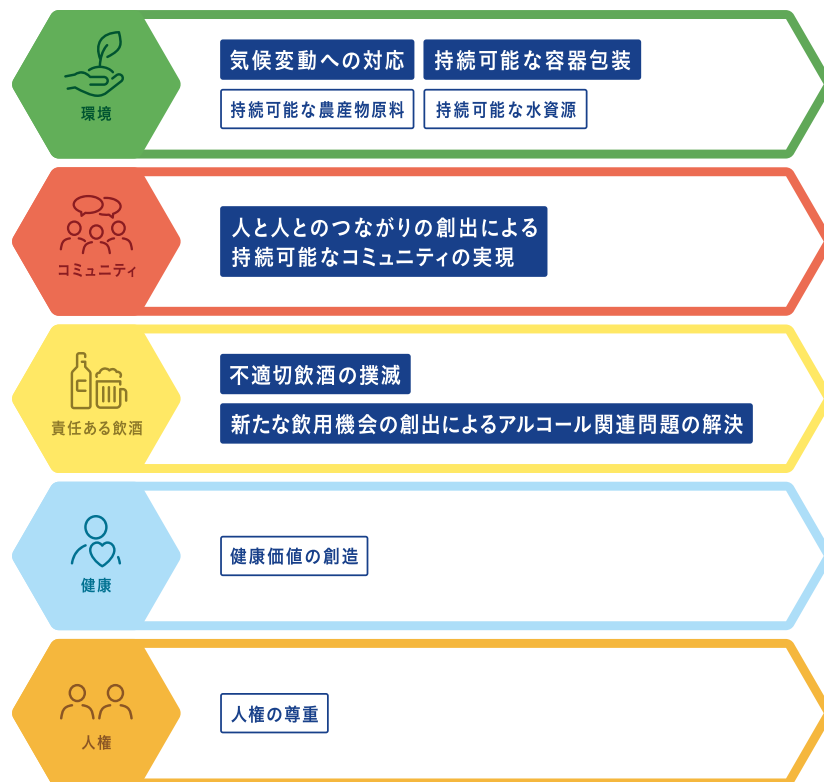 環境
気候変動への対応
持続可能な容器包装
持続可能な農産物原料
持続可能な水資源
コミュニティ
人と人とのつながりの創出による
持続可能なコミュニティの実現
責任ある飲酒
不適切飲酒の撲滅
新たな飲用機会の創出によるアルコール関連問題の解決
健康
健康価値の創造
人権
人権の尊重